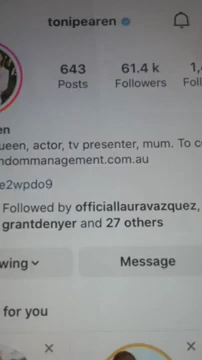 tonipearen
643 61.4 k 1,
Posts Followers Foll
en
ueen, actor, tv presenter, mum. To c
ndommanagement.com.au
e2wpdo9
Followed by officiallauravazquez,
grantdenyer and 27 others
wing Message
for you